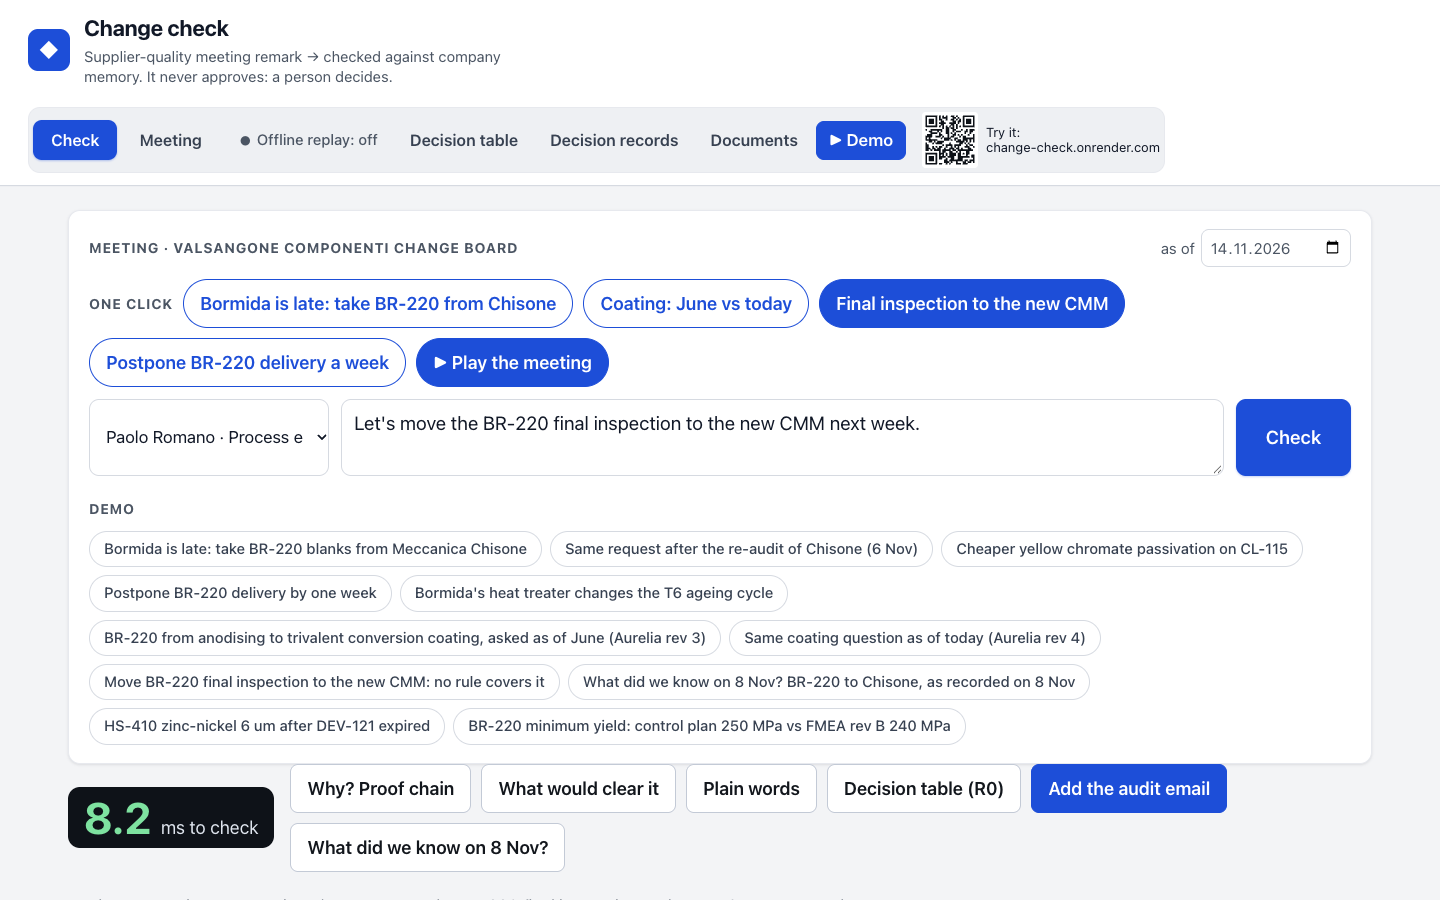 Change check
Supplier-quality meeting remark → checked against company
memory. It never approves: a person decides.
Check
Meeting
● Offline replay: off
Decision table
Decision records
Documents
▶ Demo
Try it:
change-check.onrender.com
MEETING · VALSANGONE COMPONENTI CHANGE BOARD
as of
14.11.2026
ONE CLICK
Bormida is late: take BR-220 from Chisone
Coating: June vs today
Final inspection to the new CMM
Postpone BR-220 delivery a week
▶ Play the meeting
Paolo Romano · Process e
Let's move the BR-220 final inspection to the new CMM next week.
Check
DEMO
Bormida is late: take BR-220 blanks from Meccanica Chisone
Same request after the re-audit of Chisone (6 Nov)
Cheaper yellow chromate passivation on CL-115
Postpone BR-220 delivery by one week
Bormida's heat treater changes the T6 ageing cycle
BR-220 from anodising to trivalent conversion coating, asked as of June (Aurelia rev 3)
Same coating question as of today (Aurelia rev 4)
Move BR-220 final inspection to the new CMM: no rule covers it
What did we know on 8 Nov? BR-220 to Chisone, as recorded on 8 Nov
HS-410 zinc-nickel 6 um after DEV-121 expired
BR-220 minimum yield: control plan 250 MPa vs FMEA rev B 240 MPa
8.2 ms to check
Why? Proof chain
What would clear it
Plain words
Decision table (R0)
Add the audit email
What did we know on 8 Nov?